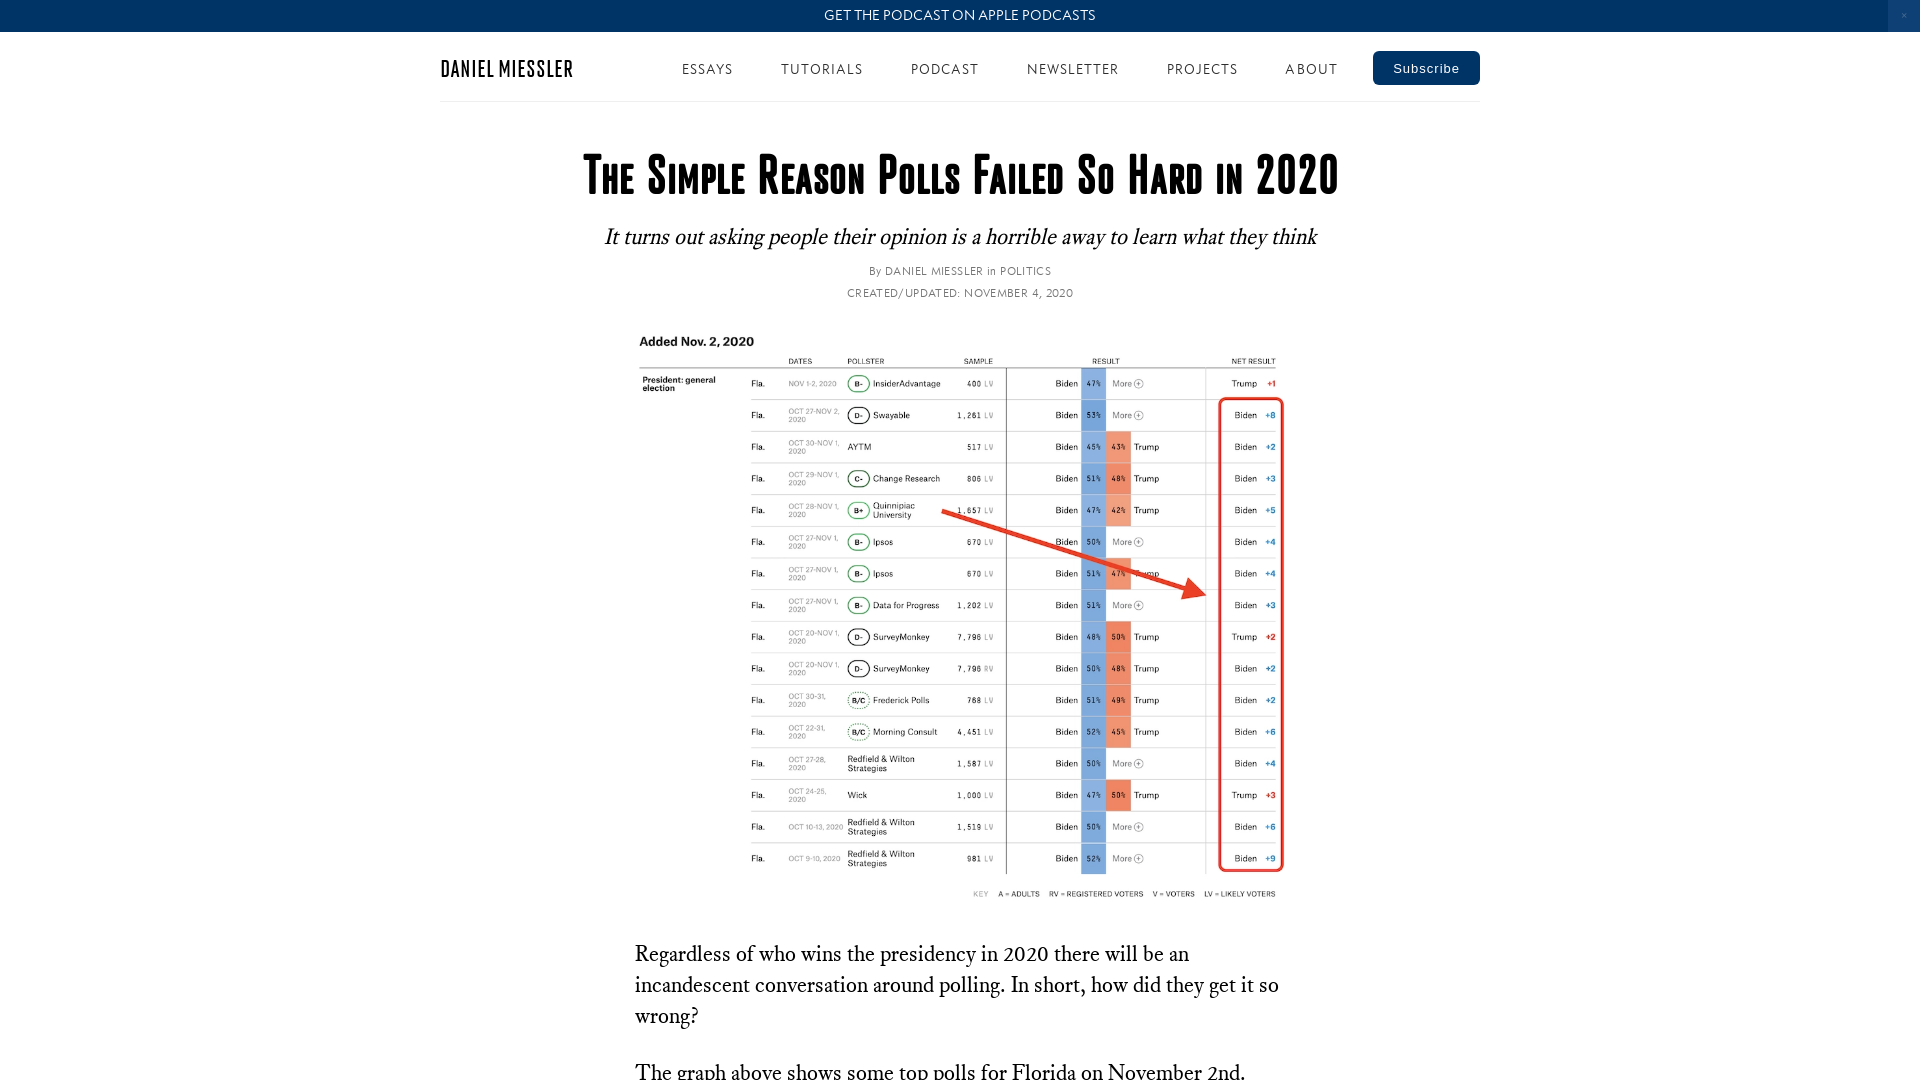 GET THE PODCAST ON APPLE PODCASTS
×
DANIEL MIESSLER ESSAYS TUTORIALS PODCAST NEWSLETTER PROJECTS ABOUT Subscribe
The Simple Reason Polls Failed So Hard in 2020
It turns out asking people their opinion is a horrible away to learn what they think
By DANIEL MIESSLER in POLITICS
CREATED/UPDATED: NOVEMBER 4, 2020
Added Nov. 2, 2020
DATES POLLSTER SAMPLE RESULT NET RESULT
President: general election
Fla. NOV 1-2, 2020 B- InsiderAdvantage 400 LV Biden 47% More Trump +1
Fla. OCT 27-NOV 2, 2020 D- Swayable 1,261 LV Biden 53% More Biden +8
Fla. OCT 30-NOV 1, 2020 AYTM 517 LV Biden 45% 43% Trump Biden +2
Fla. OCT 29-NOV 1, 2020 C- Change Research 806 LV Biden 51% 48% Trump Biden +3
Fla. OCT 28-NOV 1, 2020 B+ Quinnipiac University 1,657 LV Biden 47% 42% Trump Biden +5
Fla. OCT 27-NOV 1, 2020 B- Ipsos 670 LV Biden 50% More Biden +4
Fla. OCT 27-NOV 1, 2020 B- Ipsos 670 LV Biden 51% 47% Trump Biden +4
Fla. OCT 27-NOV 1, 2020 B- Data for Progress 1,202 LV Biden 51% More Biden +3
Fla. OCT 20-NOV 1, 2020 D- SurveyMonkey 7,796 LV Biden 48% 50% Trump Trump +2
Fla. OCT 20-NOV 1, 2020 D- SurveyMonkey 7,796 RV Biden 50% 48% Trump Biden +2
Fla. OCT 30-31, 2020 B/C Frederick Polls 768 LV Biden 51% 49% Trump Biden +2
Fla. OCT 22-31, 2020 B/C Morning Consult 4,451 LV Biden 52% 45% Trump Biden +6
Fla. OCT 27-28, 2020 Redfield & Wilton Strategies 1,587 LV Biden 50% More Biden +4
Fla. OCT 24-25, 2020 Wick 1,000 LV Biden 47% 50% Trump Trump +3
Fla. OCT 10-13, 2020 Redfield & Wilton Strategies 1,519 LV Biden 50% More Biden +6
Fla. OCT 9-10, 2020 Redfield & Wilton Strategies 981 LV Biden 52% More Biden +9
KEY A = ADULTS RV = REGISTERED VOTERS V = VOTERS LV = LIKELY VOTERS
Regardless of who wins the presidency in 2020 there will be an
incandescent conversation around polling. In short, how did they get it so
wrong?
The graph above shows some top polls for Florida on November 2nd.